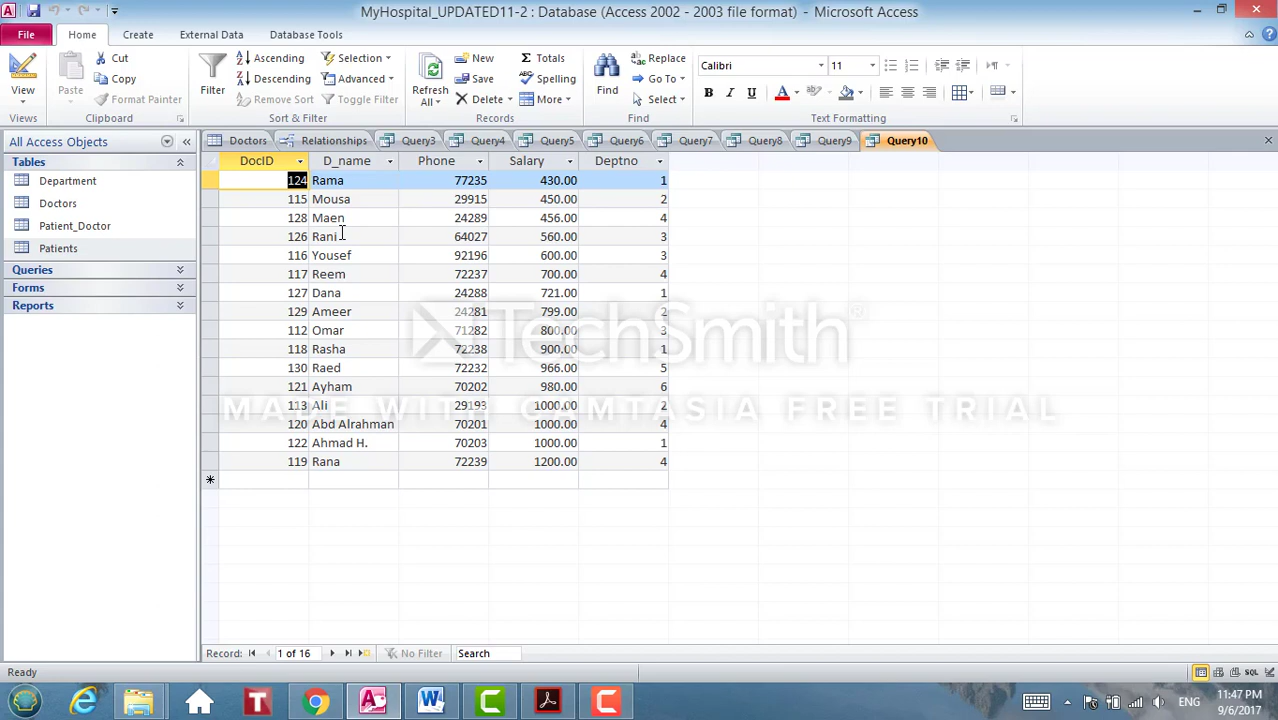 MyHospital_UPDATED11-2 : Database (Access 2002 - 2003 file format) - Microsoft Access
File Home Create External Data Database Tools
View
Views
Paste
Cut
Copy
Format Painter
Clipboard
Filter
Ascending
Descending
Remove Sort
Selection
Advanced
Toggle Filter
Sort & Filter
Refresh All
New
Save
Delete
Totals
Spelling
More
Records
Find
Replace
Go To
Select
Find
Calibri 11
B I U
A
Text Formatting
All Access Objects
Tables
Department
Doctors
Patient_Doctor
Patients
Queries
Forms
Reports
Doctors Relationships Query3 Query4 Query5 Query6 Query7 Query8 Query9 Query10
DocID D_name Phone Salary Deptno
124 Rama 77235 430.00 1
115 Mousa 29915 450.00 2
128 Maen 24289 456.00 4
126 Rani 64027 560.00 3
116 Yousef 92196 600.00 3
117 Reem 72237 700.00 4
127 Dana 24288 721.00 1
129 Ameer 24281 799.00 2
112 Omar 71282 800.00 3
118 Rasha 72238 900.00 1
130 Raed 72232 966.00 5
121 Ayham 70202 980.00 6
113 Ali 29193 1000.00 2
120 Abd Alrahman 70201 1000.00 4
122 Ahmad H. 70203 1000.00 1
119 Rana 72239 1200.00 4
TechSmith®
MADE WITH CAMTASIA FREE TRIAL
Record: 1 of 16 No Filter Search
Ready
SQL
ENG
11:47 PM
9/6/2017